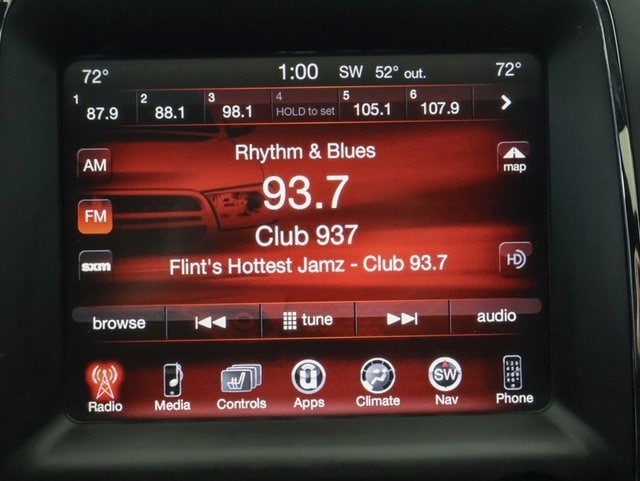 72° 1:00 SW 52° out. 72°
1 87.9 2 88.1 3 98.1 4 HOLD to set 5 105.1 6 107.9
Rhythm & Blues
AM
map
93.7
FM
Club 937
sxm
Flint's Hottest Jamz - Club 93.7
HD
browse tune audio
SW
Radio Media Controls Apps Climate Nav Phone